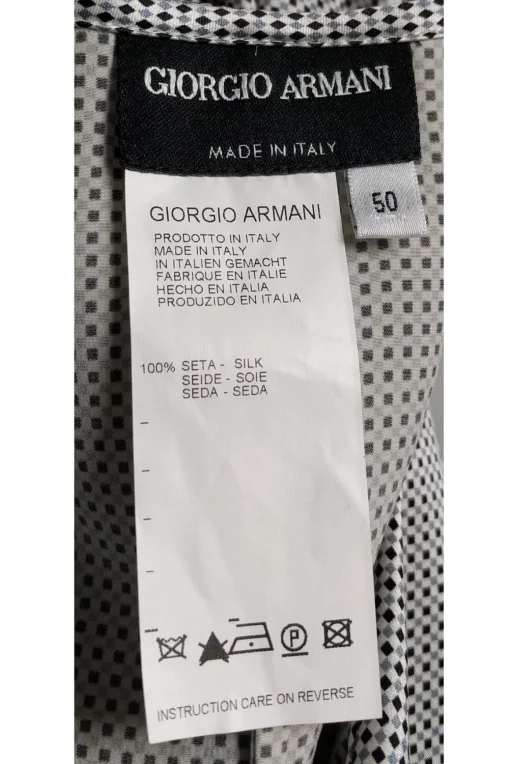 GIORGIO ARMANI
MADE IN ITALY
50
GIORGIO ARMANI
PRODOTTO IN ITALY
MADE IN ITALY
IN ITALIEN GEMACHT
FABRIQUE EN ITALIE
HECHO EN ITALIA
PRODUZIDO EN ITALIA
100% SETA - SILK
SEIDE - SOIE
SEDA - SEDA
P
INSTRUCTION CARE ON REVERSE